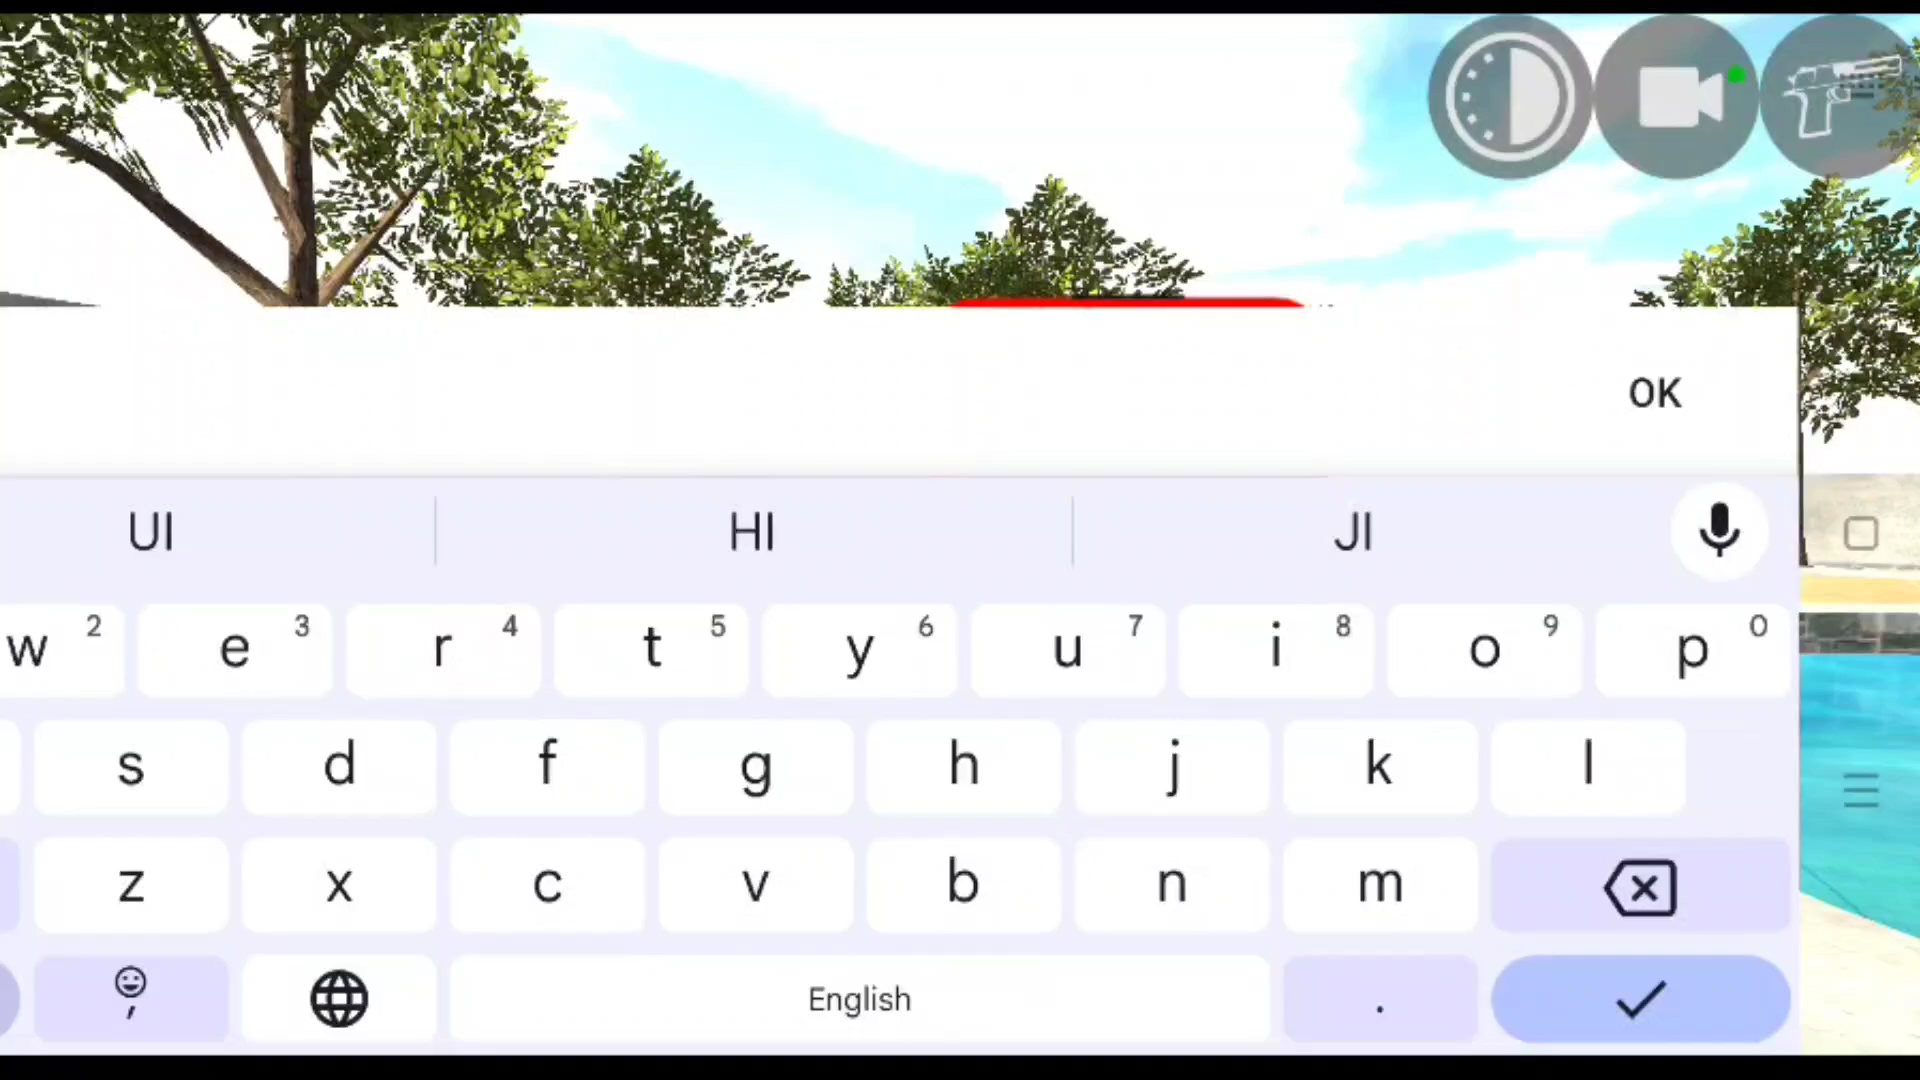 OK
UI HI JI
w 2 e 3 r 4 t 5 y 6 u 7 i 8 o 9 p 0
s d f g h j k l
z x c v b n m
, English .